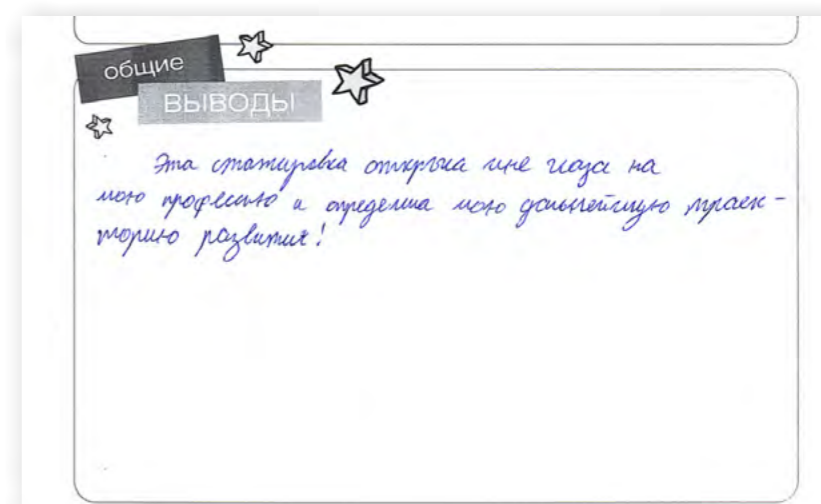 общие
ВЫВОДЫ
Эта стажировка открыла мне глаза на
мою профессию и определила мою дальнейшую траек-
торию развития!